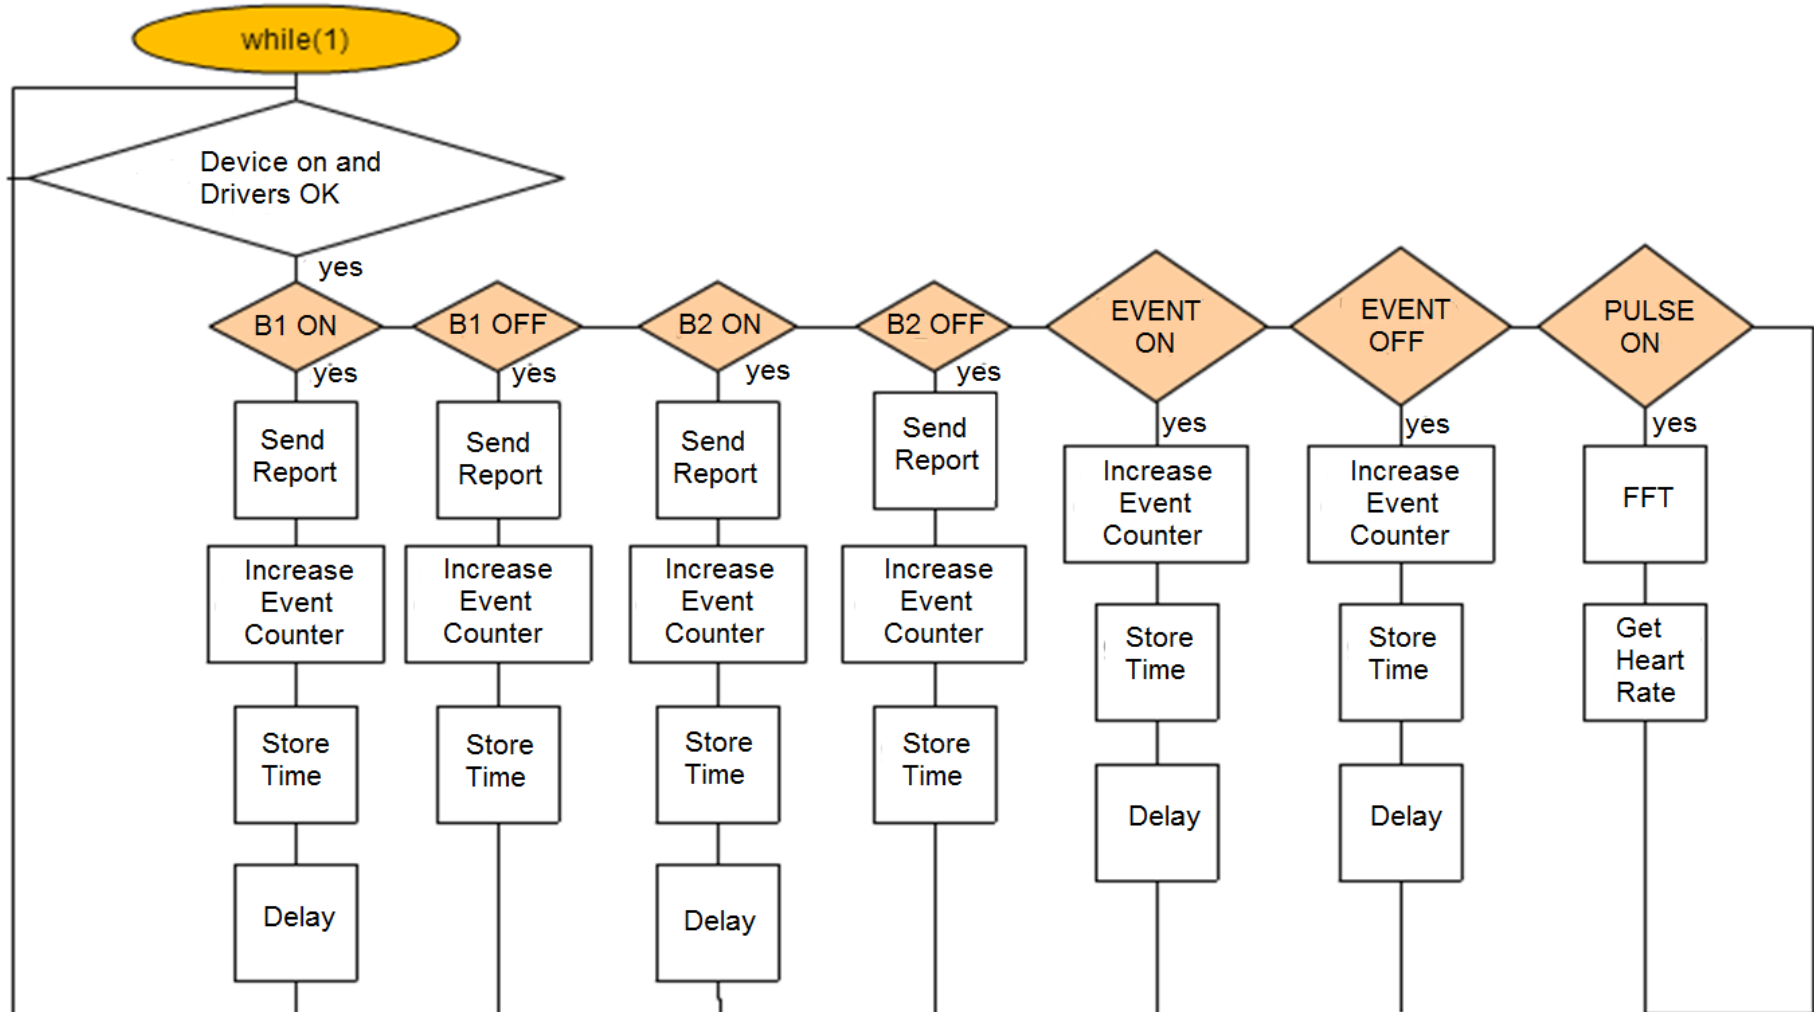 while(1)
Device on and
Drivers OK
yes
B1 ON
B1 OFF
B2 ON
B2 OFF
EVENT
ON
EVENT
OFF
PULSE
ON
yes
yes
yes
yes
yes
yes
yes
Send
Report
Increase
Event
Counter
Store
Time
Delay
Send
Report
Increase
Event
Counter
Store
Time
Send
Report
Increase
Event
Counter
Store
Time
Delay
Send
Report
Increase
Event
Counter
Store
Time
Increase
Event
Counter
Store
Time
Delay
Increase
Event
Counter
Store
Time
Delay
FFT
Get
Heart
Rate